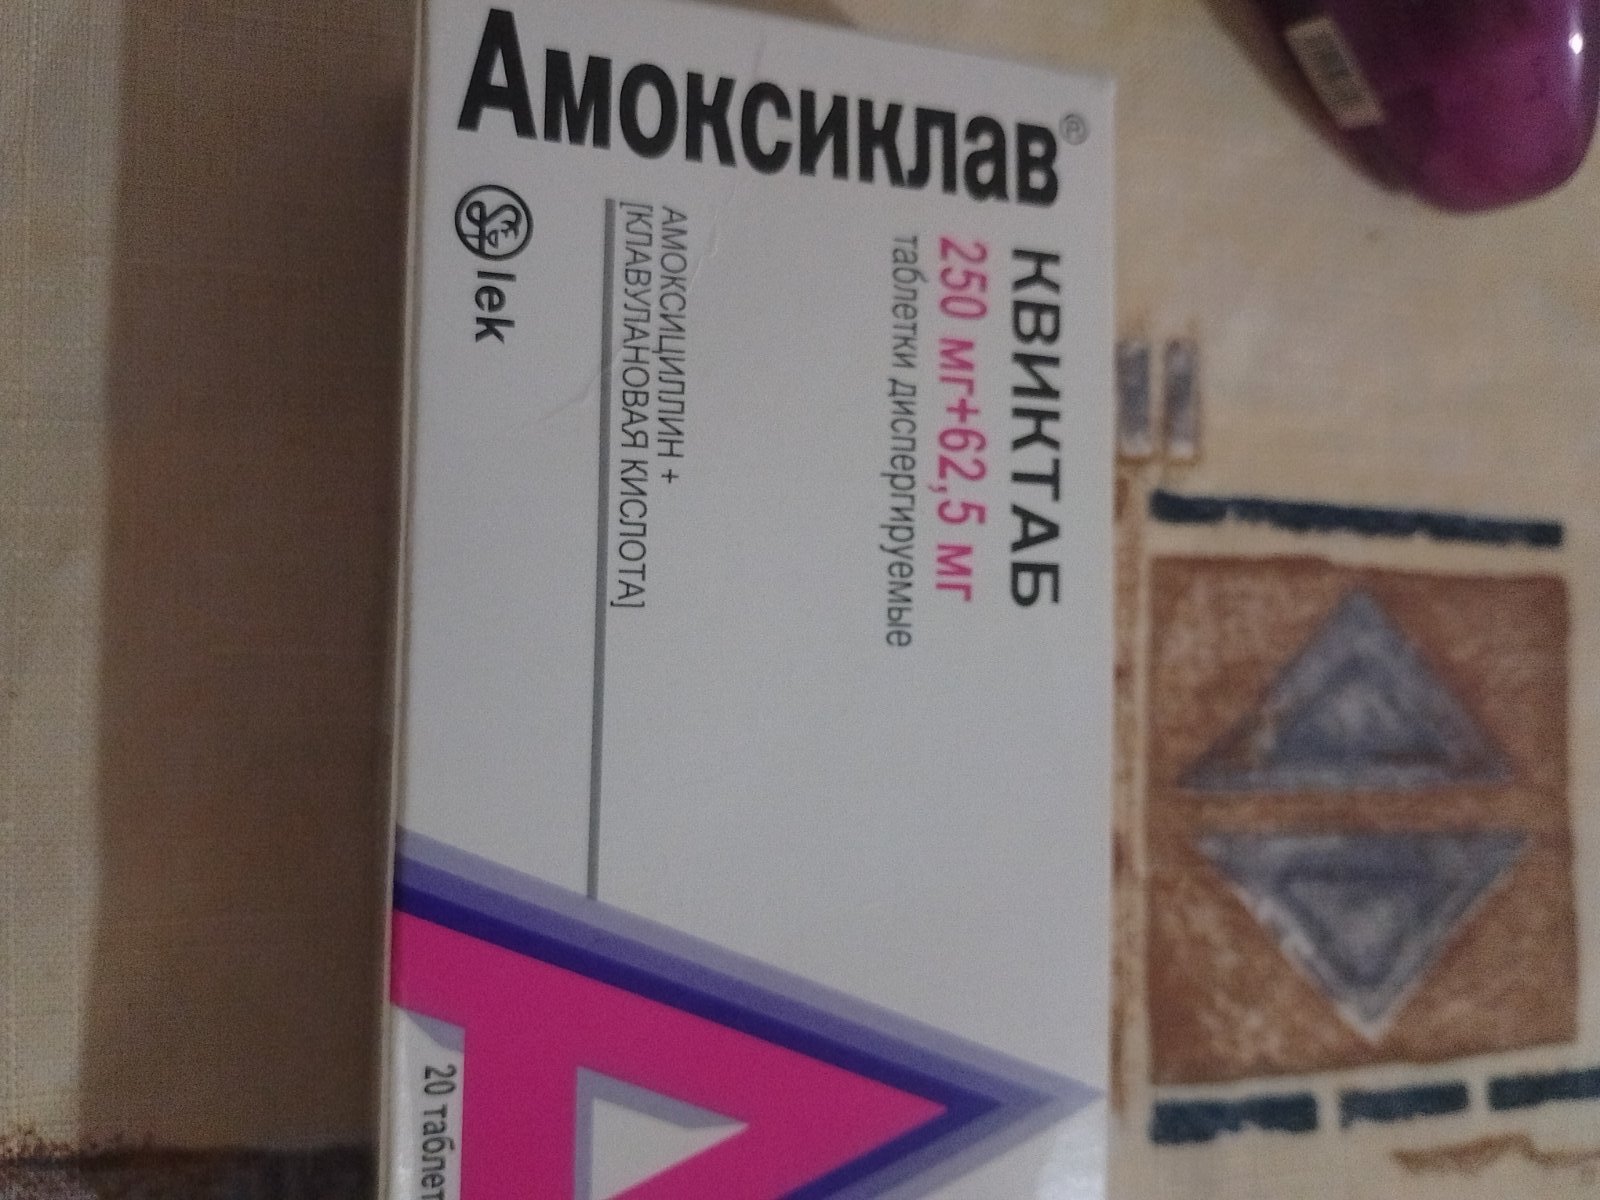 Амоксиклав®
КВИКТАБ
250 мг+62,5 мг
таблетки диспергируемые
АМОКСИЦИЛЛИН +
[КЛАВУЛАНОВАЯ КИСЛОТА]
lek
20 таблет